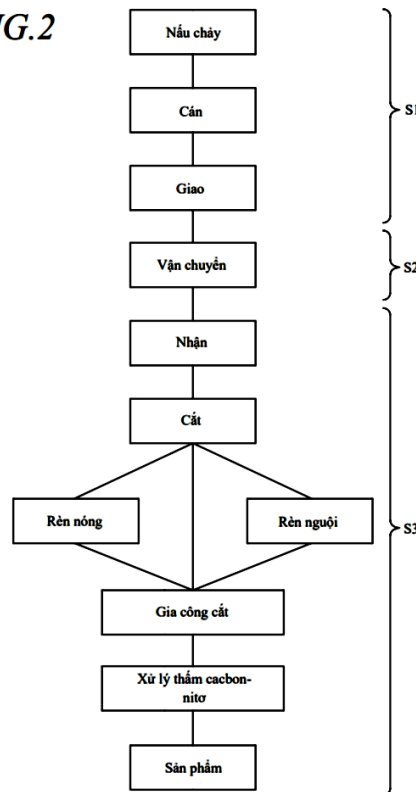 IG.2
Nấu chảy
Cán
S1
Giao
Vận chuyển
S2
Nhận
Cắt
Rèn nóng
Rèn nguội
S3
Gia công cắt
Xử lý thấm cacbon-
nitơ
Sản phẩm